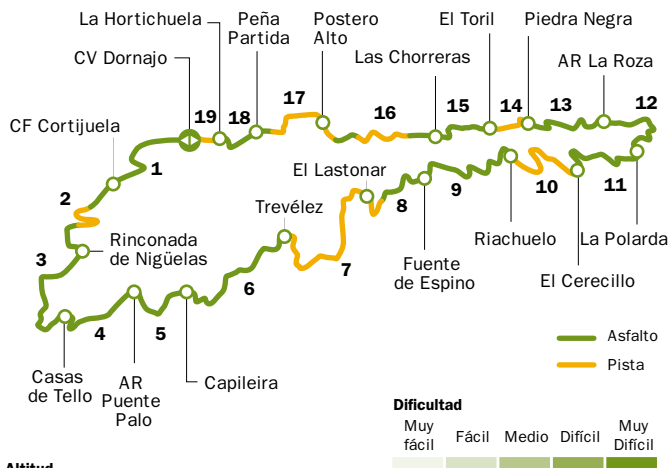 La Hortichuela
Peña
Partida
Postero
Alto
El Toril
Piedra Negra
CV Dornajo
Las Chorreras
AR La Roza
19
18
17
16
15
14
13
12
CF Cortijuela
1
El Lastonar
2
Trevélez
8
9
10
11
3
Rinconada
de Nigüelas
7
Riachuelo
La Polarda
6
Fuente
de Espino
El Cerecillo
4
5
Casas
de Tello
AR
Puente
Palo
Capileira
Asfalto
Pista
Dificultad
Muy
fácil
Fácil
Medio
Difícil
Muy
Difícil
Altitud